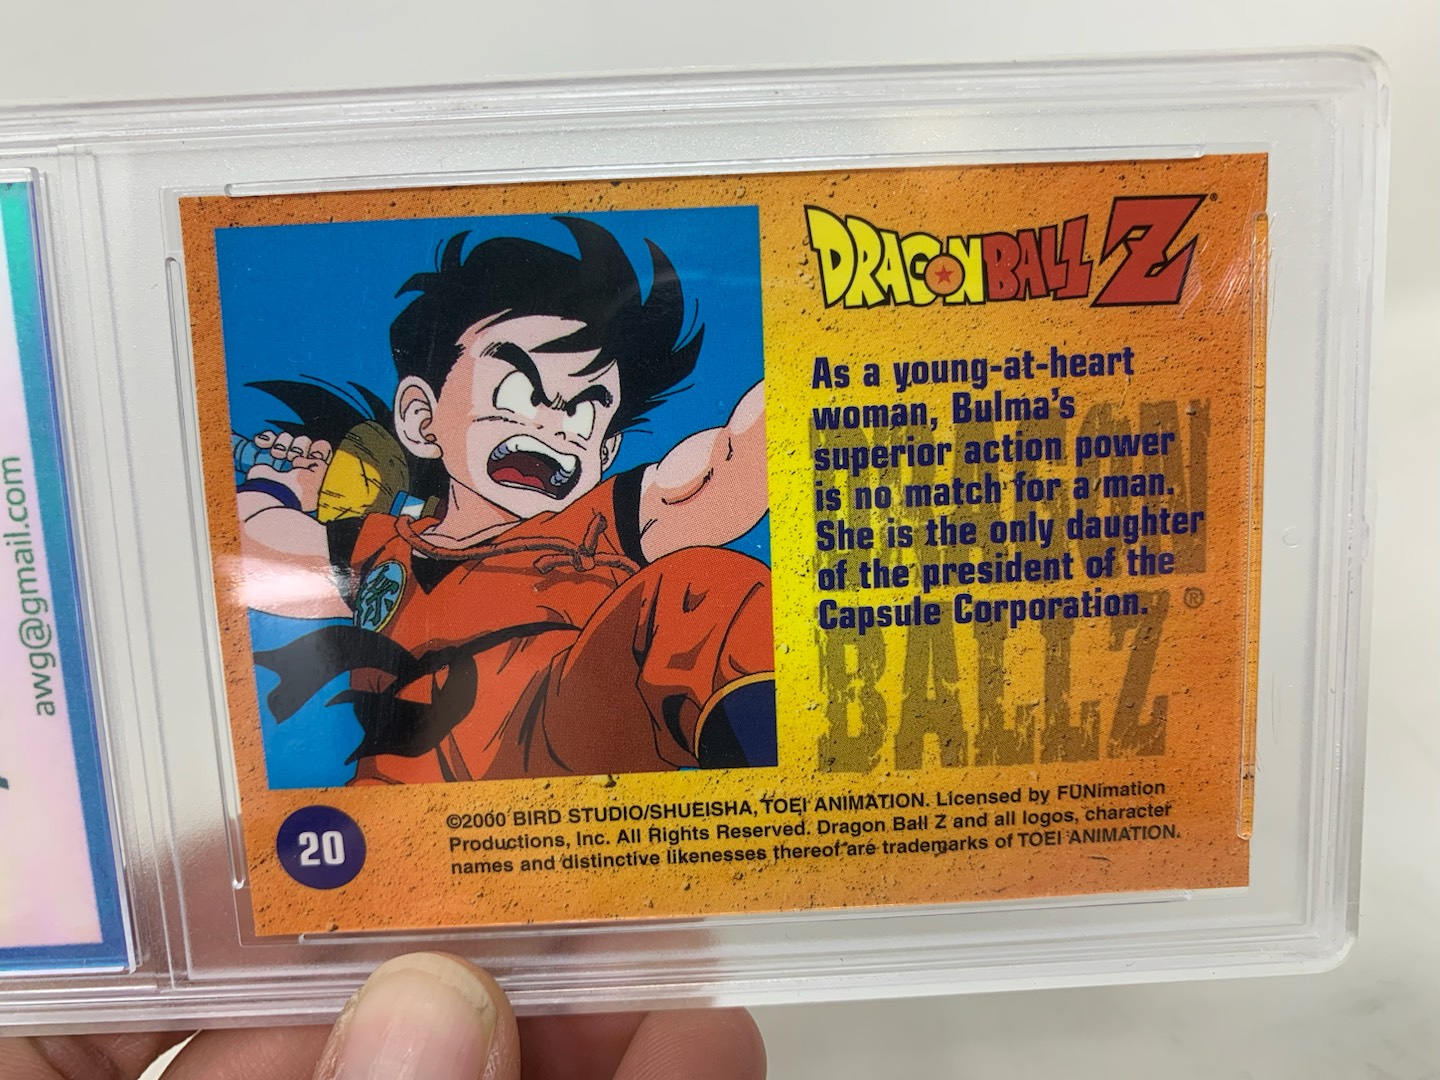 awg@gmail.com
DRAGON BALL Z
As a young-at-heart
woman, Bulma's
superior action power
is no match for a man.
She is the only daughter
of the president of the
Capsule Corporation.
DRAGON
BALL Z ®
20
©2000 BIRD STUDIO/SHUEISHA, TOEI ANIMATION. Licensed by FUNimation
Productions, Inc. All Rights Reserved. Dragon Ball Z and all logos, character
names and distinctive likenesses thereof are trademarks of TOEI ANIMATION.